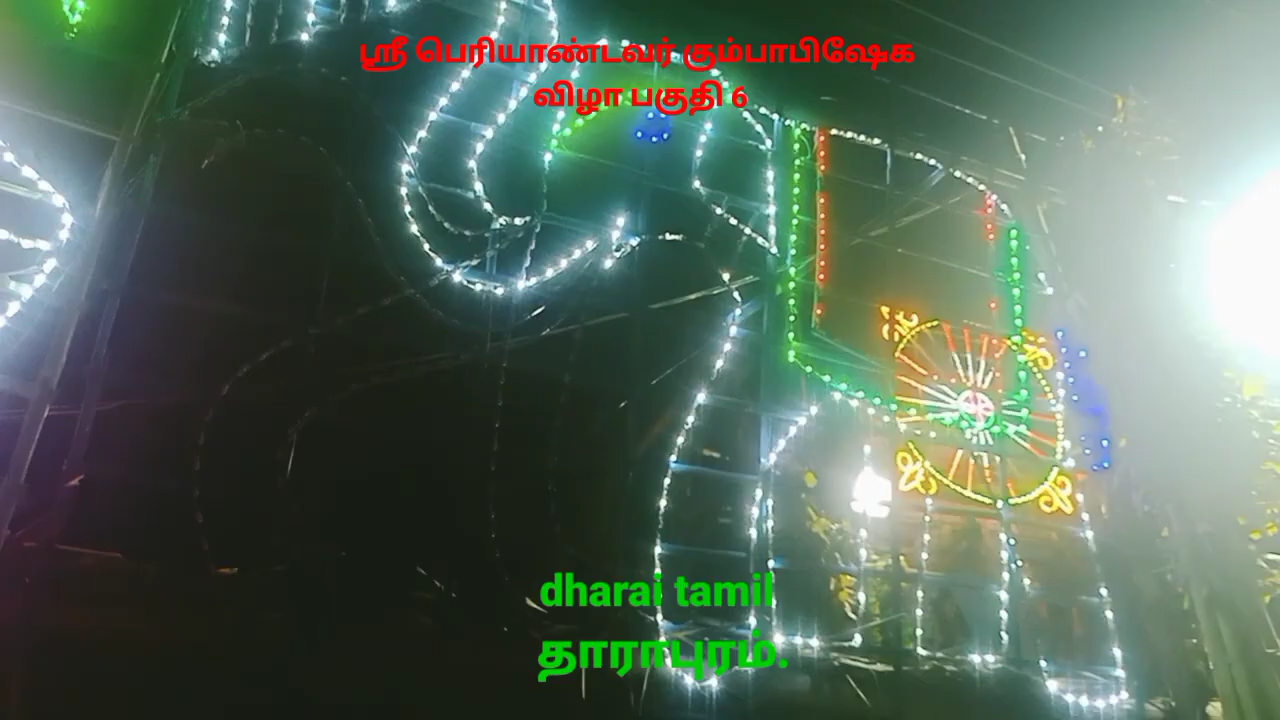 ஸ்ரீ பெரியாண்டவர் கும்பாபிஷேக
விழா பகுதி 6
dharai tamil
தாராபுரம்.